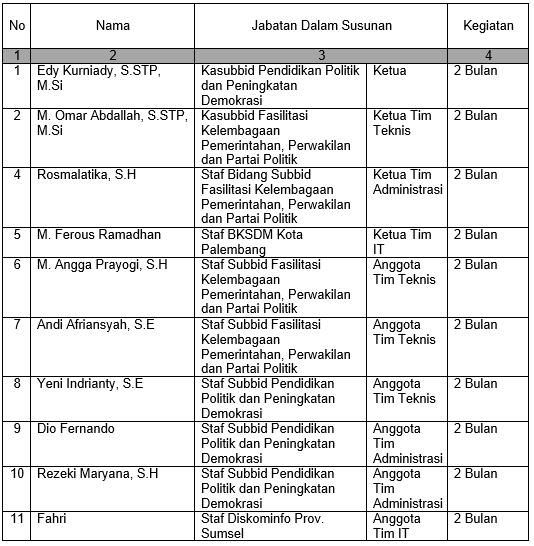 No Nama Jabatan Dalam Susunan Kegiatan
1 2 3 4
1 Edy Kurniady, S.STP, Kasubbid Pendidikan Politik Ketua 2 Bulan
M.Si dan Peningkatan
Demokrasi
2 M. Omar Abdallah, S.STP, Kasubbid Fasilitasi Ketua Tim 2 Bulan
M.Si Kelembagaan Teknis
Pemerintahan, Perwakilan
dan Partai Politik
4 Rosmalatika, S.H Staf Bidang Subbid Ketua Tim 2 Bulan
Fasilitasi Kelembagaan Administrasi
Pemerintahan, Perwakilan
dan Partai Politik
5 M. Ferous Ramadhan Staf BKSDM Kota Ketua Tim 2 Bulan
Palembang IT
6 M. Angga Prayogi, S.H Staf Subbid Fasilitasi Anggota 2 Bulan
Kelembagaan Tim Teknis
Pemerintahan, Perwakilan
dan Partai Politik
7 Andi Afriansyah, S.E Staf Subbid Fasilitasi Anggota 2 Bulan
Kelembagaan Tim Teknis
Pemerintahan, Perwakilan
dan Partai Politik
8 Yeni Indrianty, S.E Staf Subbid Pendidikan Anggota 2 Bulan
Politik dan Peningkatan Tim Teknis
Demokrasi
9 Dio Fernando Staf Subbid Pendidikan Anggota 2 Bulan
Politik dan Peningkatan Tim
Demokrasi Administrasi
10 Rezeki Maryana, S.H Staf Subbid Pendidikan Anggota 2 Bulan
Politik dan Peningkatan Tim
Demokrasi Administrasi
11 Fahri Staf Diskominfo Prov. Anggota 2 Bulan
Sumsel Tim IT